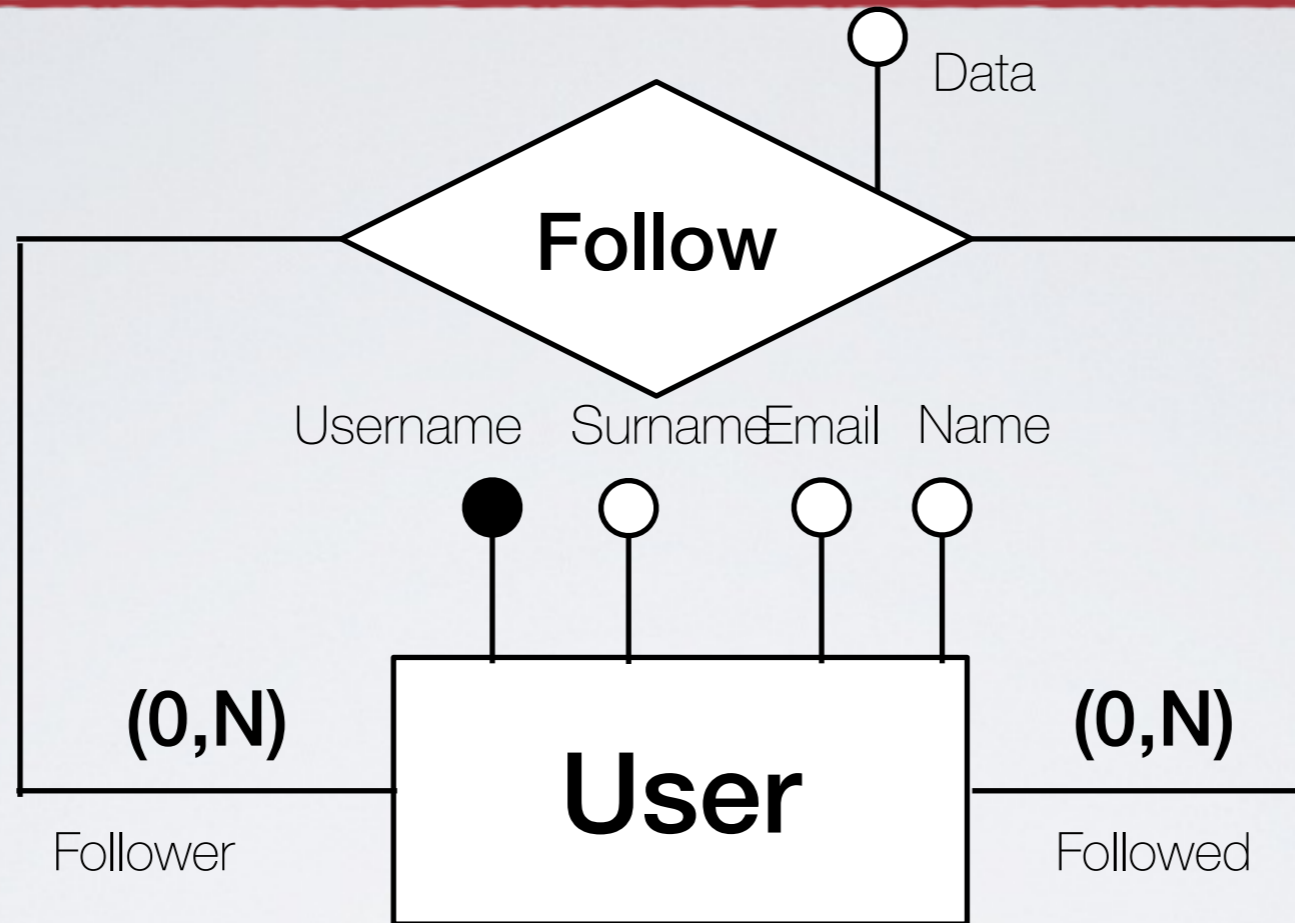 Data
Follow
Username Surname Email Name
(0,N) (0,N)
User
Follower Followed